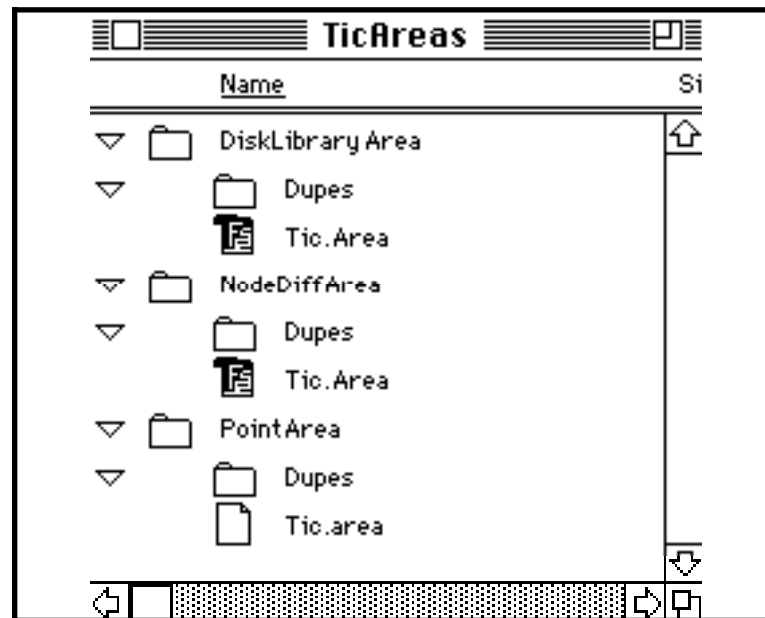 TicAreas
Name Si
DiskLibrary Area
Dupes
Tic.Area
NodeDiffArea
Dupes
Tic.Area
PointArea
Dupes
Tic.area